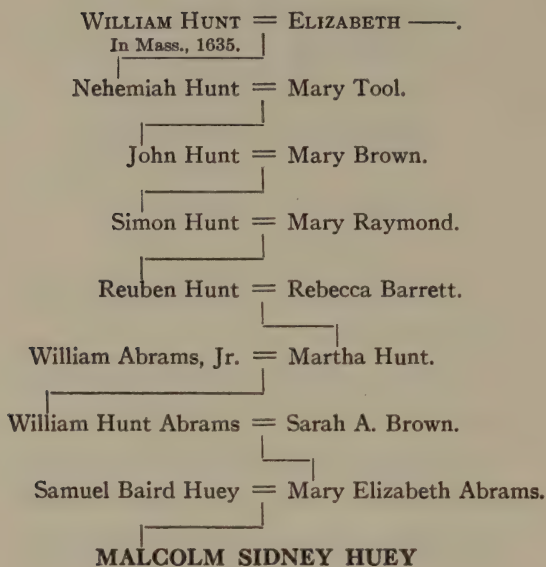 WILLIAM HUNT = ELIZABETH ——.
In Mass., 1635.
Nehemiah Hunt = Mary Tool.
John Hunt = Mary Brown.
Simon Hunt = Mary Raymond.
Reuben Hunt = Rebecca Barrett.
William Abrams, Jr. = Martha Hunt.
William Hunt Abrams = Sarah A. Brown.
Samuel Baird Huey = Mary Elizabeth Abrams.
MALCOLM SIDNEY HUEY